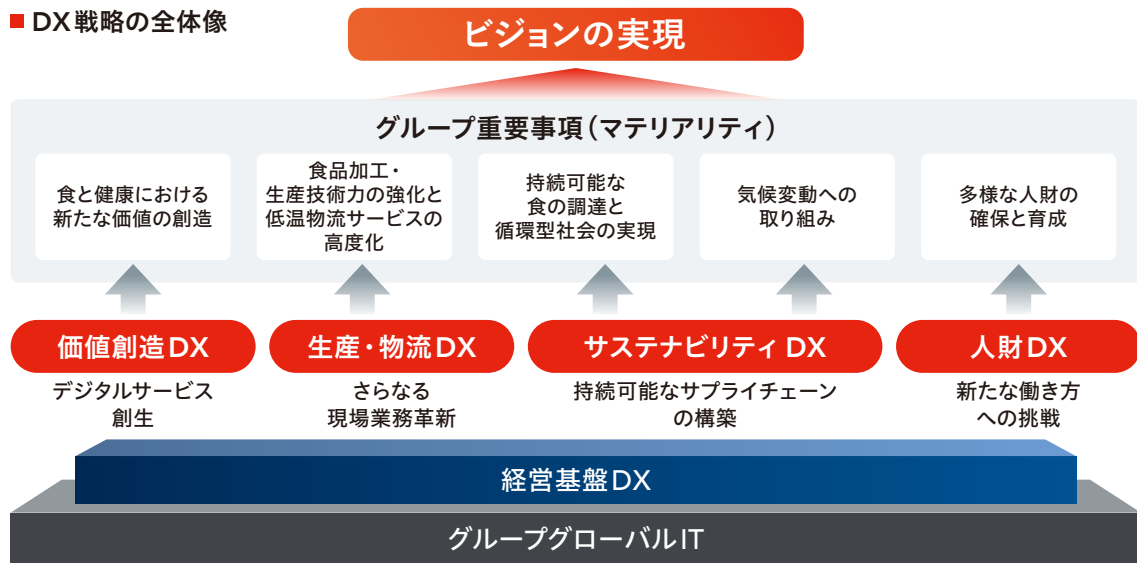 DX戦略の全体像
ビジョンの実現
グループ重要事項(マテリアリティ)
食と健康における
新たな価値の創造
食品加工・
生産技術力の強化と
低温物流サービスの
高度化
持続可能な
食の調達と
循環型社会の実現
気候変動への
取り組み
多様な人財の
確保と育成
価値創造DX
デジタルサービス
創生
生産・物流DX
さらなる
現場業務革新
サステナビリティDX
持続可能なサプライチェーン
の構築
人財DX
新たな働き方
への挑戦
経営基盤DX
グループグローバルIT